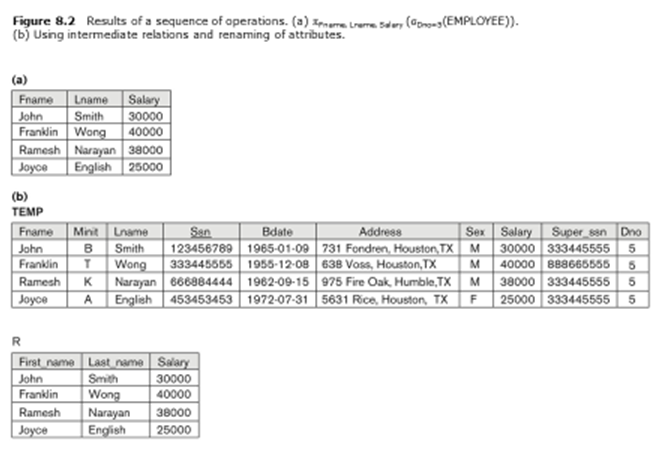 Figure 8.2 Results of a sequence of operations. (a) π Fname, Lname, Salary (σ Dno=5(EMPLOYEE)).
(b) Using intermediate relations and renaming of attributes.
(a)
Fname Lname Salary
John Smith 30000
Franklin Wong 40000
Ramesh Narayan 38000
Joyce English 25000
(b)
TEMP
Fname Minit Lname Ssn Bdate Address Sex Salary Super_ssn Dno
John B Smith 123456789 1965-01-09 731 Fondren, Houston,TX M 30000 333445555 5
Franklin T Wong 333445555 1955-12-08 638 Voss, Houston,TX M 40000 888665555 5
Ramesh K Narayan 666884444 1962-09-15 975 Fire Oak, Humble,TX M 38000 333445555 5
Joyce A English 453453453 1972-07-31 5631 Rice, Houston, TX F 25000 333445555 5
R
First_name Last_name Salary
John Smith 30000
Franklin Wong 40000
Ramesh Narayan 38000
Joyce English 25000